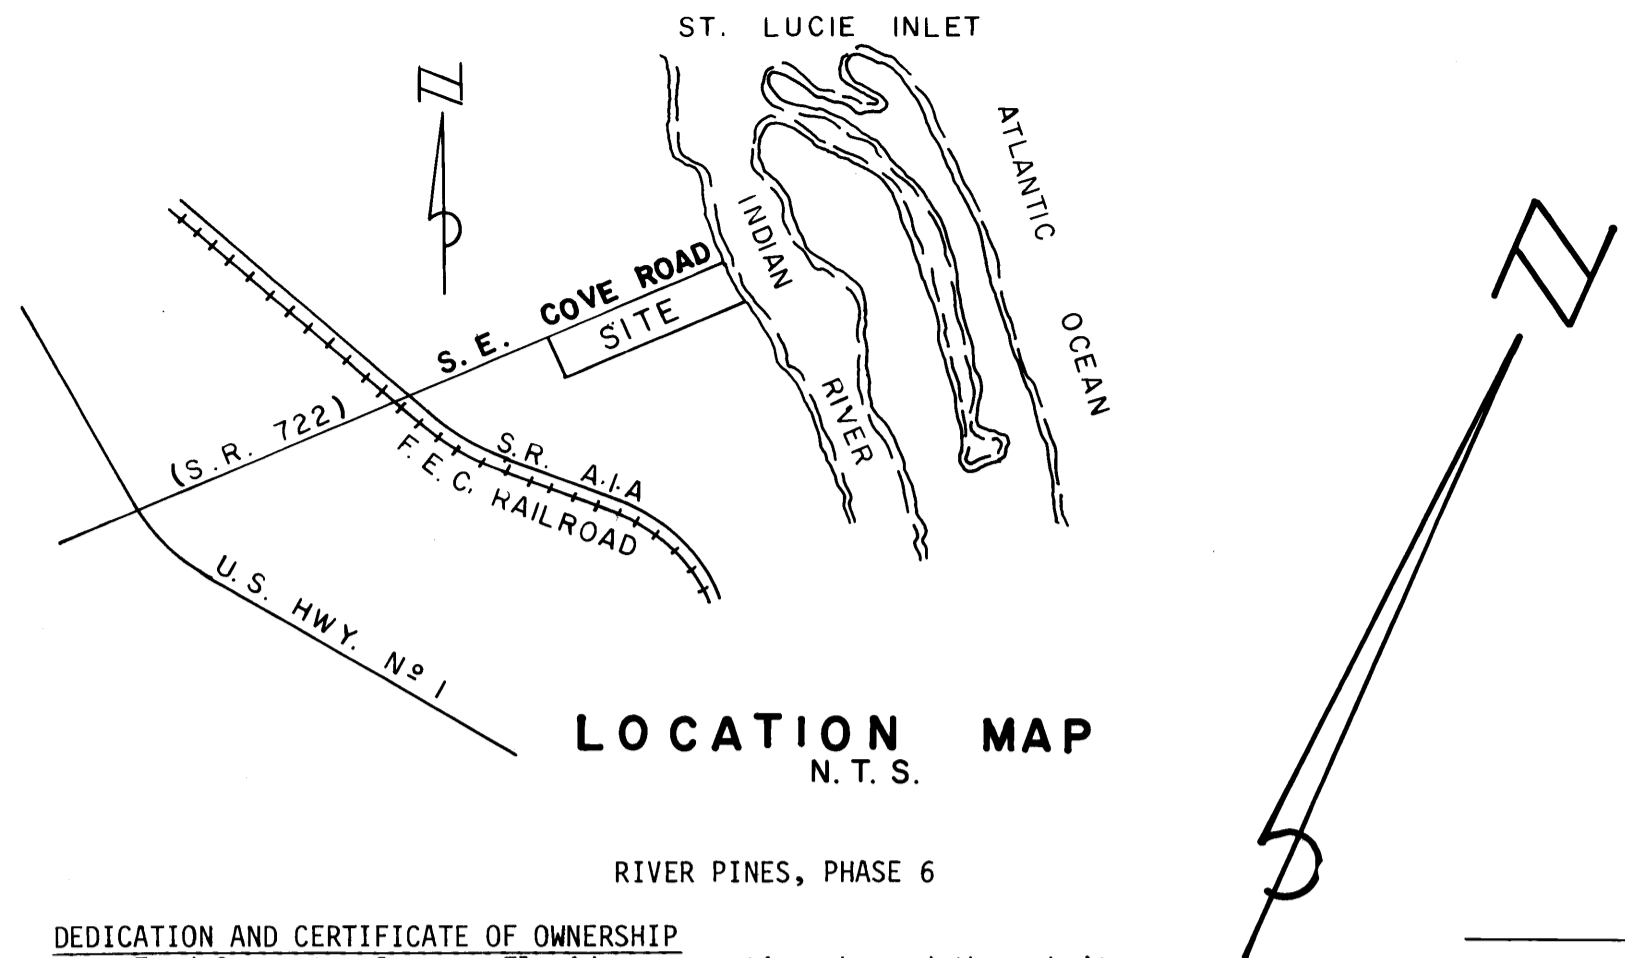 ST. LUCIE INLET
N
N
ATLANTIC OCEAN
INDIAN RIVER
S. E. COVE ROAD
SITE
(S.R. 722)
S.R. A.I.A
F. E. C. RAILROAD
U.S. HWY. Nº 1
LOCATION MAP
N. T. S.
RIVER PINES, PHASE 6
DEDICATION AND CERTIFICATE OF OWNERSHIP